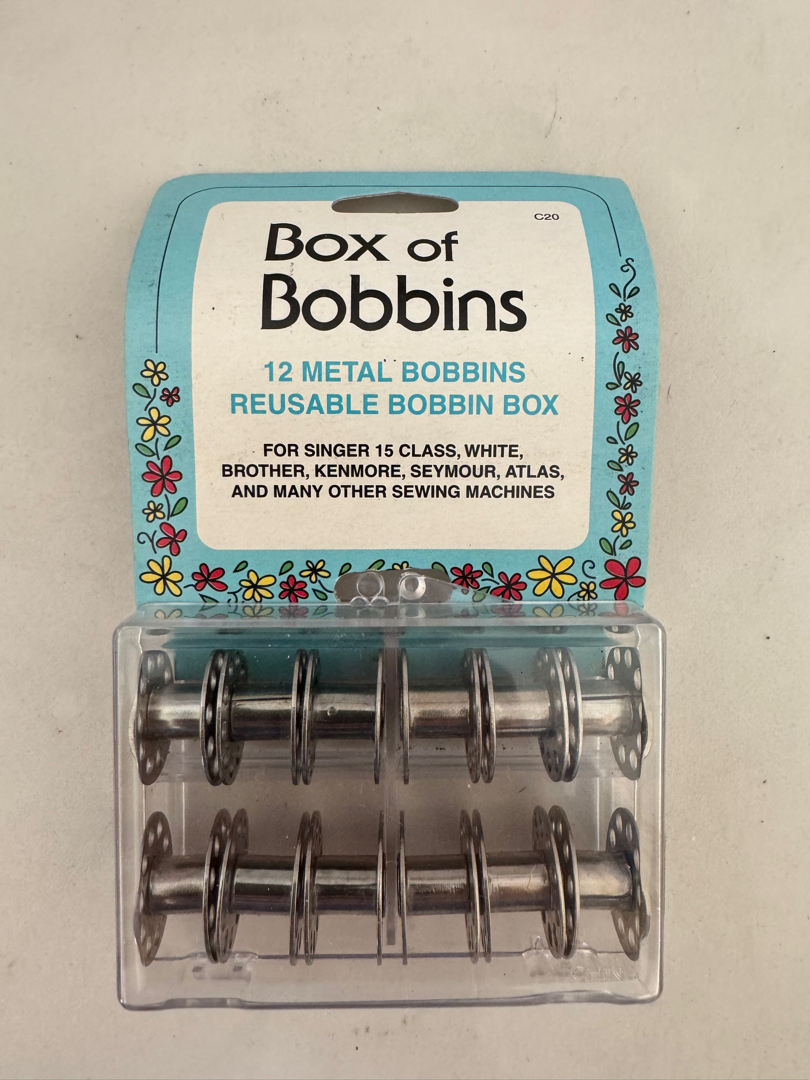 C20
Box of
Bobbins
12 METAL BOBBINS
REUSABLE BOBBIN BOX
FOR SINGER 15 CLASS, WHITE,
BROTHER, KENMORE, SEYMOUR, ATLAS,
AND MANY OTHER SEWING MACHINES